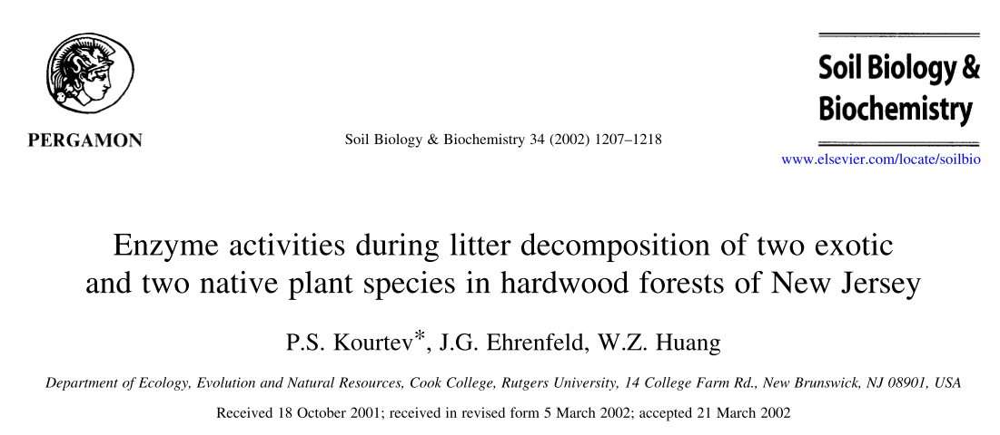 PERGAMON
Soil Biology & Biochemistry 34 (2002) 1207–1218
Soil Biology &
Biochemistry
www.elsevier.com/locate/soilbio
Enzyme activities during litter decomposition of two exotic
and two native plant species in hardwood forests of New Jersey
P.S. Kourtev*, J.G. Ehrenfeld, W.Z. Huang
Department of Ecology, Evolution and Natural Resources, Cook College, Rutgers University, 14 College Farm Rd., New Brunswick, NJ 08901, USA
Received 18 October 2001; received in revised form 5 March 2002; accepted 21 March 2002